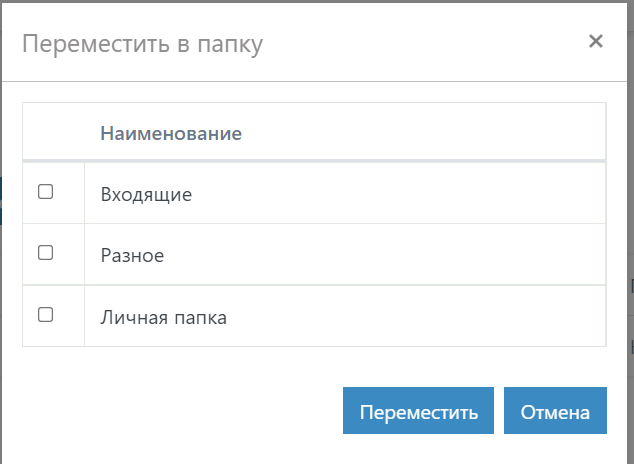 Переместить в папку ×
Наименование
Входящие
Разное
Личная папка
Переместить Отмена